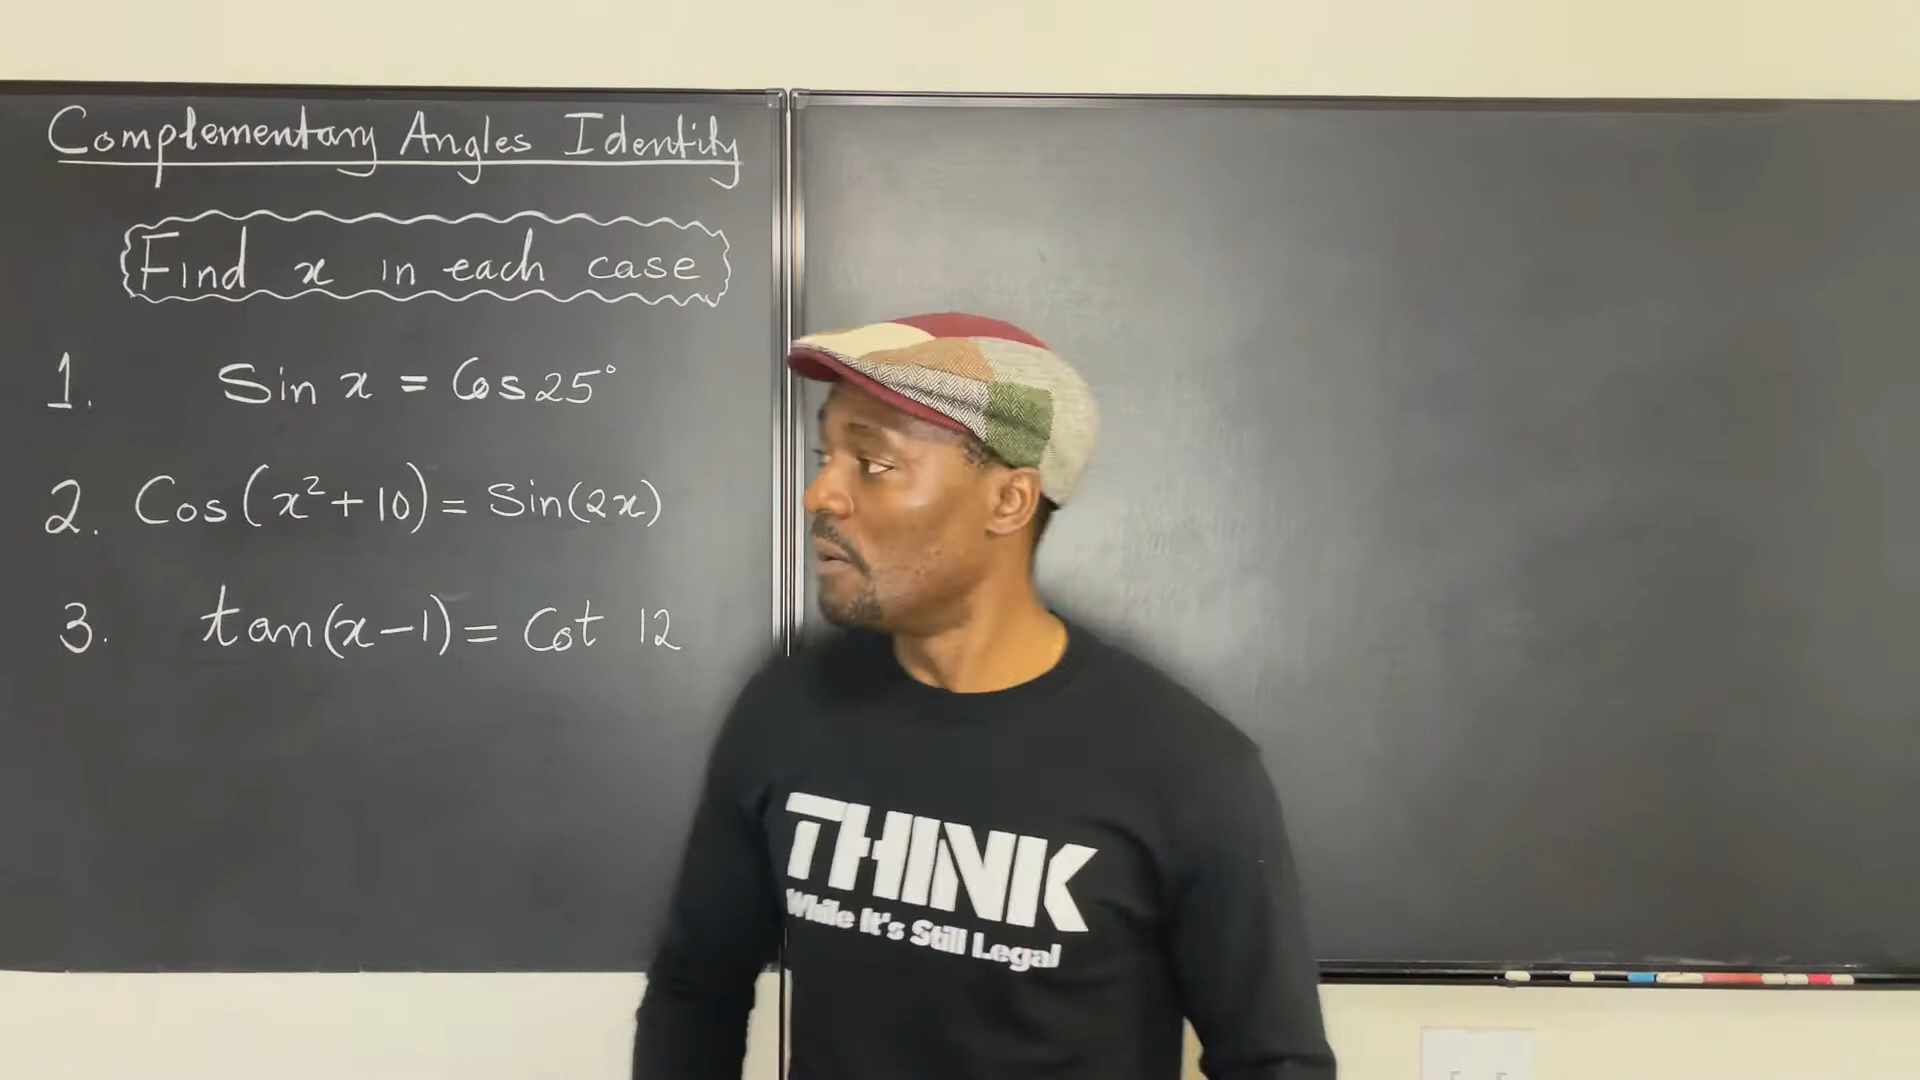 Complementary Angles Identity
Find x in each case
1. Sin x = Cos 25°
2. Cos(x²+10) = Sin(2x)
3. tan(x-1) = Cot 12
THINK
While It's Still Legal